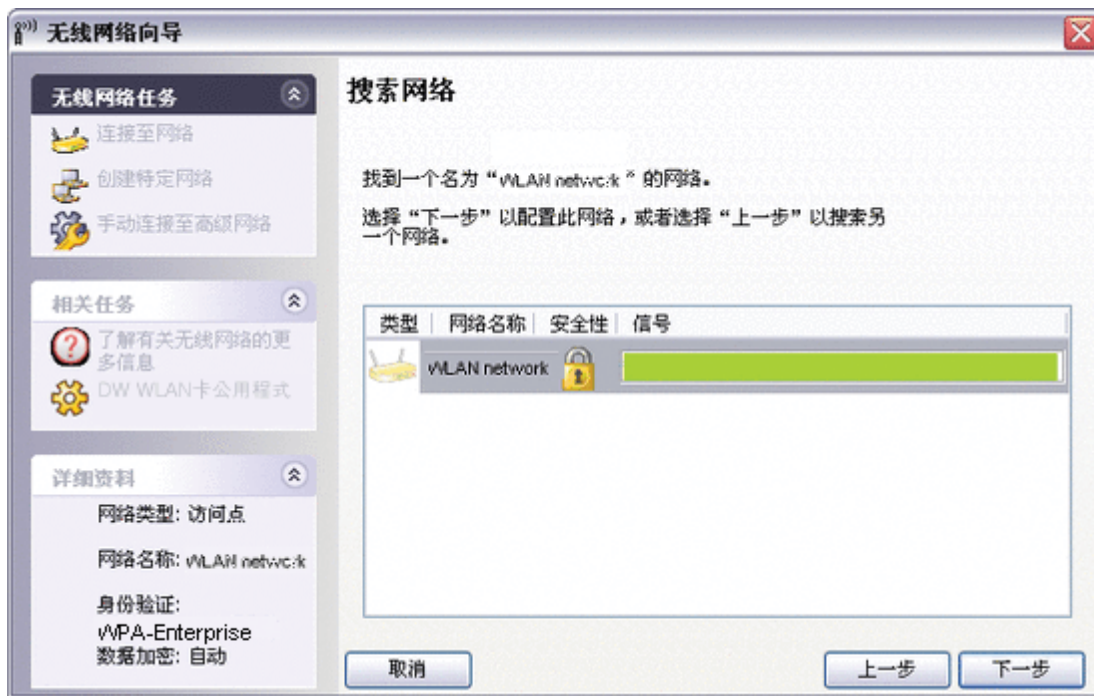 无线网络向导
无线网络任务
连接至网络
创建特定网络
手动连接至高级网络
相关任务
了解有关无线网络的更
多信息
DW WLAN卡公用程式
详细资料
网络类型: 访问点
网络名称: WLAN network
身份验证:
WPA-Enterprise
数据加密: 自动
搜索网络
找到一个名为“WLAN network”的网络。
选择“下一步”以配置此网络，或者选择“上一步”以搜索另
一个网络。
类型 网络名称 安全性 信号
WLAN network
取消 上一步 下一步